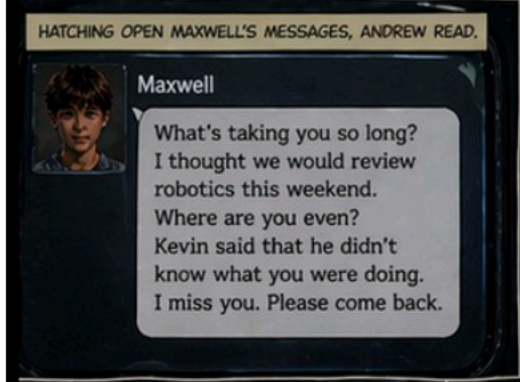 HATCHING OPEN MAXWELL'S MESSAGES, ANDREW READ.
Maxwell
What's taking you so long?
I thought we would review
robotics this weekend.
Where are you even?
Kevin said that he didn't
know what you were doing.
I miss you. Please come back.